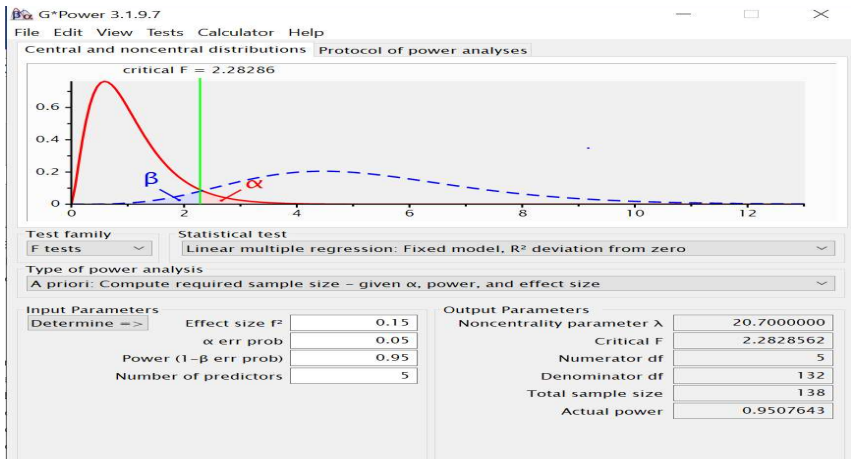 G*Power 3.1.9.7
File Edit View Tests Calculator Help
Central and noncentral distributions Protocol of power analyses
critical F = 2.28286
0.6
0.4
0.2
0
β
α
0 2 4 6 8 10 12
Test family Statistical test
F tests Linear multiple regression: Fixed model, R² deviation from zero
Type of power analysis
A priori: Compute required sample size – given α, power, and effect size
Input Parameters Output Parameters
Determine => Effect size f² 0.15 Noncentrality parameter λ 20.7000000
α err prob 0.05 Critical F 2.2828562
Power (1-β err prob) 0.95 Numerator df 5
Number of predictors 5 Denominator df 132
Total sample size 138
Actual power 0.9507643